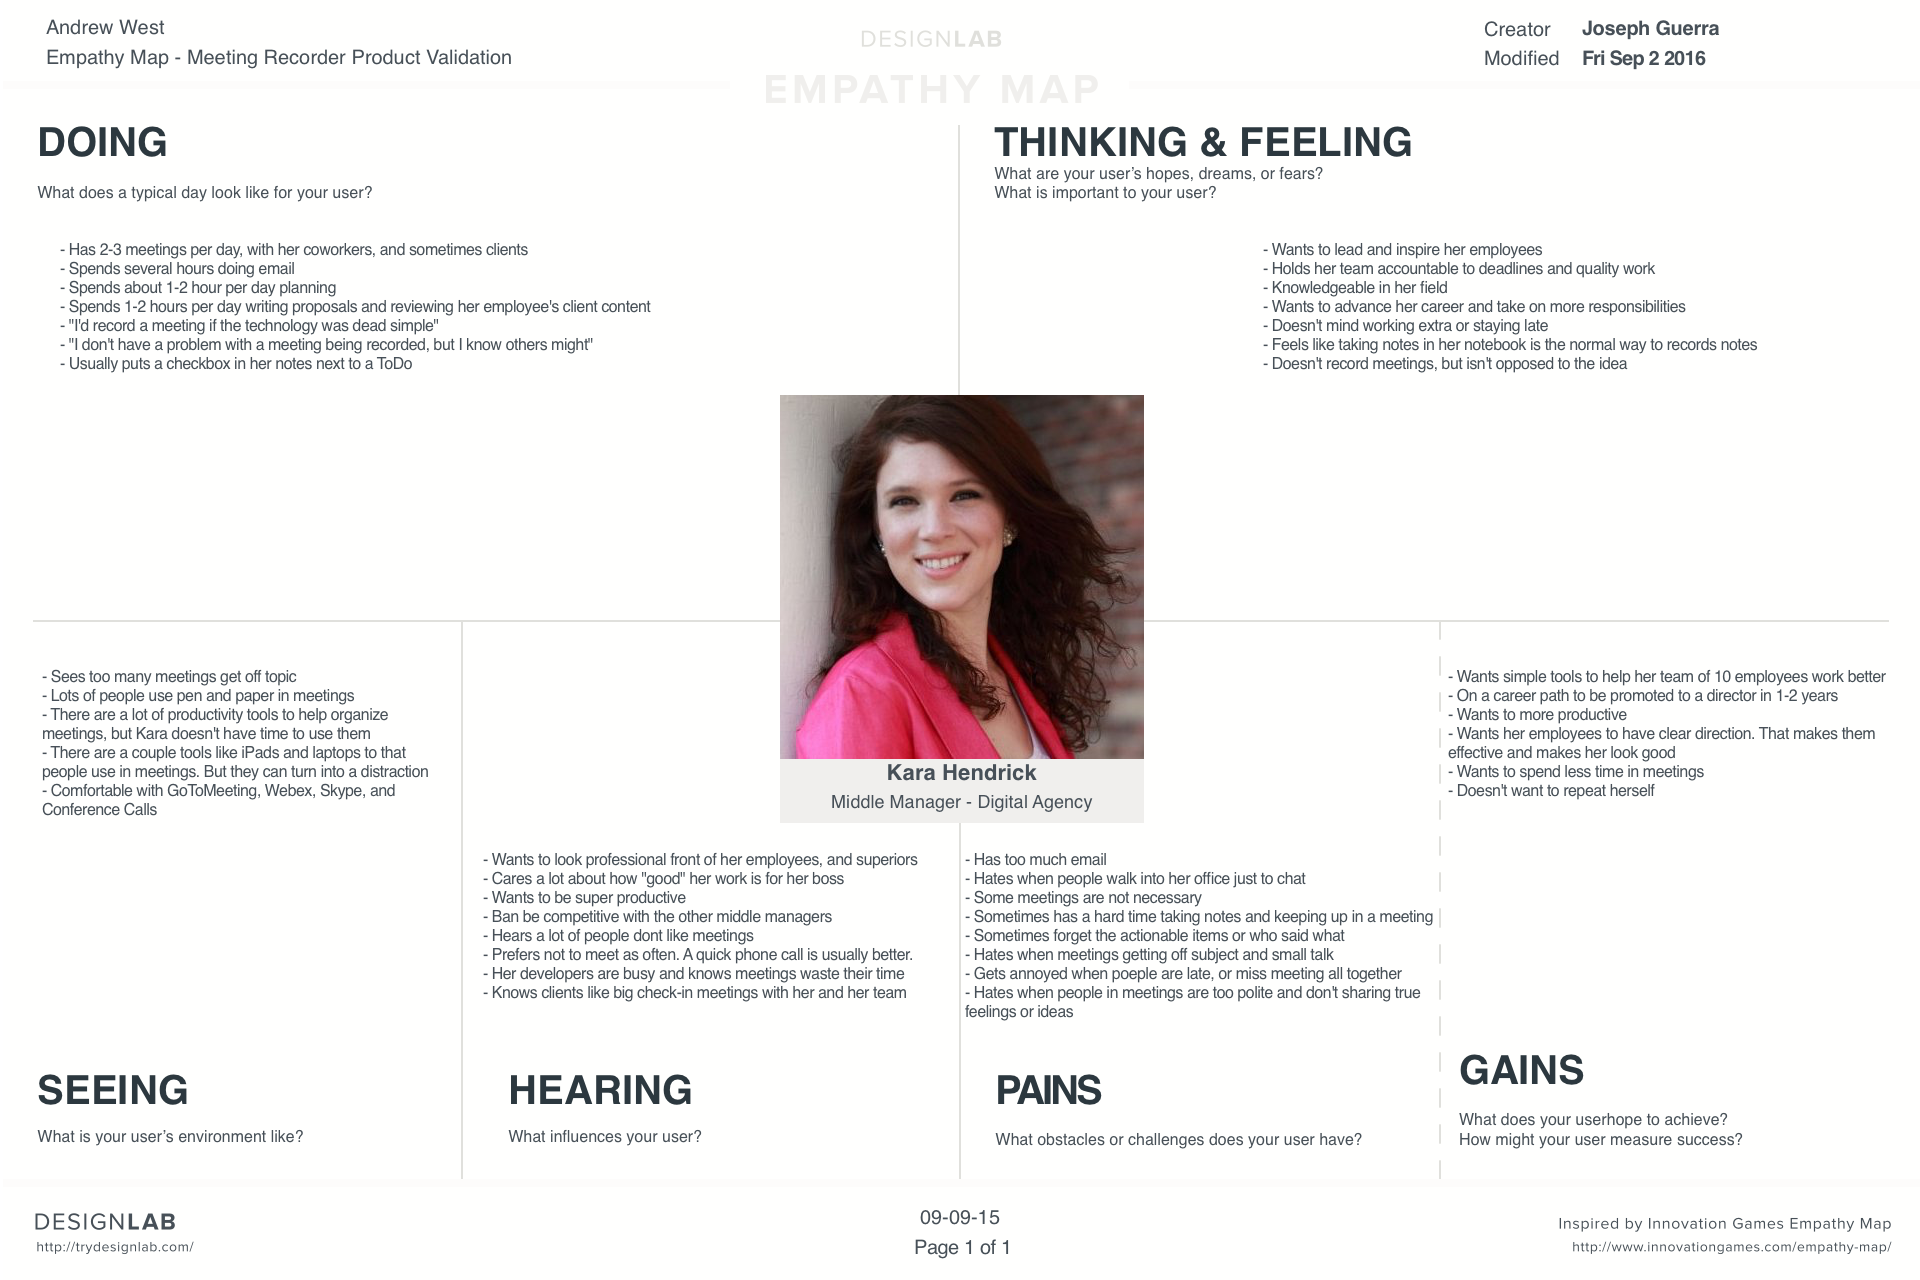 Andrew West
Empathy Map - Meeting Recorder Product Validation
DESIGNLAB
EMPATHY MAP
Creator Joseph Guerra
Modified Fri Sep 2 2016
DOING
What does a typical day look like for your user?
- Has 2-3 meetings per day, with her coworkers, and sometimes clients
- Spends several hours doing email
- Spends about 1-2 hour per day planning
- Spends 1-2 hours per day writing proposals and reviewing her employee's client content
- "I'd record a meeting if the technology was dead simple"
- "I don't have a problem with a meeting being recorded, but I know others might"
- Usually puts a checkbox in her notes next to a ToDo
THINKING & FEELING
What are your user’s hopes, dreams, or fears?
What is important to your user?
- Wants to lead and inspire her employees
- Holds her team accountable to deadlines and quality work
- Knowledgeable in her field
- Wants to advance her career and take on more responsibilities
- Doesn't mind working extra or staying late
- Feels like taking notes in her notebook is the normal way to records notes
- Doesn't record meetings, but isn't opposed to the idea
Kara Hendrick
Middle Manager - Digital Agency
- Sees too many meetings get off topic
- Lots of people use pen and paper in meetings
- There are a lot of productivity tools to help organize
meetings, but Kara doesn't have time to use them
- There are a couple tools like iPads and laptops to that
people use in meetings. But they can turn into a distraction
- Comfortable with GoToMeeting, Webex, Skype, and
Conference Calls
SEEING
What is your user’s environment like?
- Wants to look professional front of her employees, and superiors
- Cares a lot about how "good" her work is for her boss
- Wants to be super productive
- Ban be competitive with the other middle managers
- Hears a lot of people dont like meetings
- Prefers not to meet as often. A quick phone call is usually better.
- Her developers are busy and knows meetings waste their time
- Knows clients like big check-in meetings with her and her team
HEARING
What influences your user?
- Has too much email
- Hates when people walk into her office just to chat
- Some meetings are not necessary
- Sometimes has a hard time taking notes and keeping up in a meeting
- Sometimes forget the actionable items or who said what
- Hates when meetings getting off subject and small talk
- Gets annoyed when poeple are late, or miss meeting all together
- Hates when people in meetings are too polite and don't sharing true
feelings or ideas
PAINS
What obstacles or challenges does your user have?
- Wants simple tools to help her team of 10 employees work better
- On a career path to be promoted to a director in 1-2 years
- Wants to more productive
- Wants her employees to have clear direction. That makes them
effective and makes her look good
- Wants to spend less time in meetings
- Doesn't want to repeat herself
GAINS
What does your userhope to achieve?
How might your user measure success?
DESIGNLAB
http://trydesignlab.com/
09-09-15
Page 1 of 1
Inspired by Innovation Games Empathy Map
http://www.innovationgames.com/empathy-map/